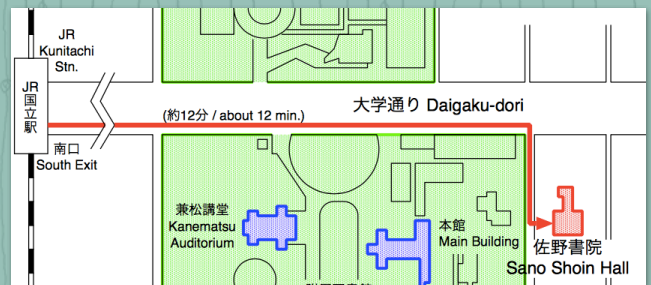 JR
Kunitachi
Stn.
JR
国
立
駅
南口
South Exit
(約12分 / about 12 min.)
大学通り Daigaku-dori
兼松講堂
Kanematsu
Auditorium
本館
Main Building
佐野書院
Sano Shoin Hall